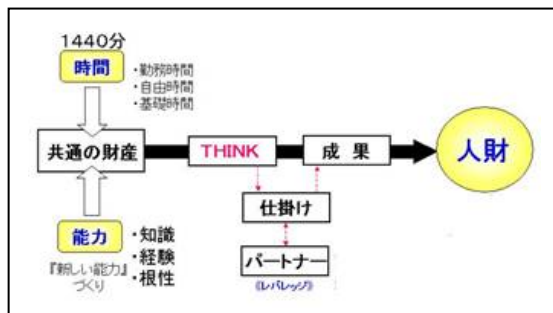 1440分
時間
・勤務時間
・自由時間
・基礎時間
共通の財産
THINK
成果
人財
仕掛け
能力
・知識
・経験
・根性
『新しい能力』
づくり
パートナー
《レバレッジ》